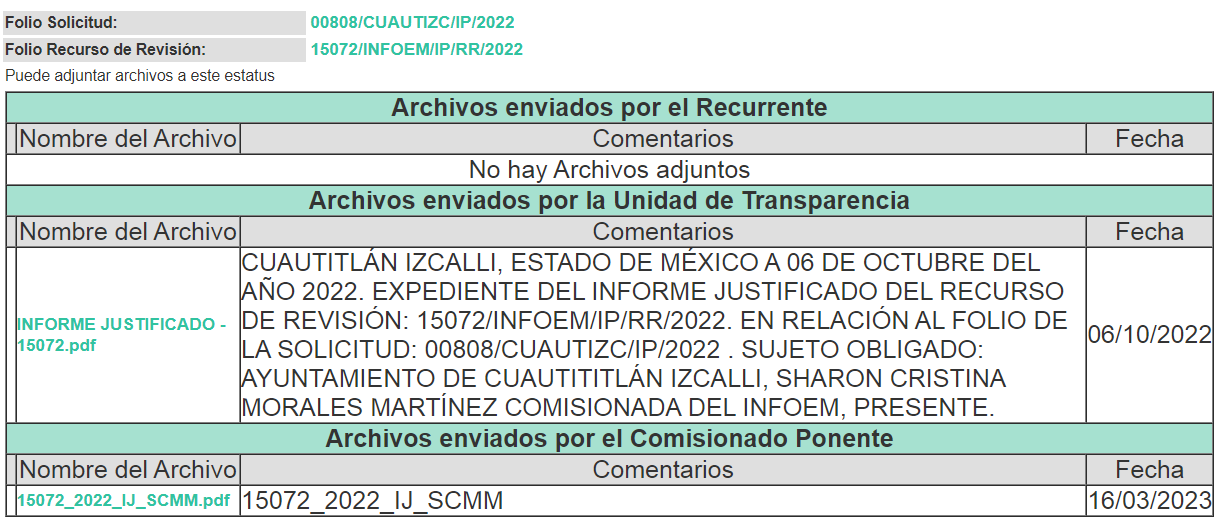 Folio Solicitud: 00808/CUAUTIZC/IP/2022
Folio Recurso de Revisión: 15072/INFOEM/IP/RR/2022
Puede adjuntar archivos a este estatus
Archivos enviados por el Recurrente
Nombre del Archivo Comentarios Fecha
No hay Archivos adjuntos
Archivos enviados por la Unidad de Transparencia
Nombre del Archivo Comentarios Fecha
INFORME JUSTIFICADO -
15072.pdf
CUAUTITLÁN IZCALLI, ESTADO DE MÉXICO A 06 DE OCTUBRE DEL
AÑO 2022. EXPEDIENTE DEL INFORME JUSTIFICADO DEL RECURSO
DE REVISIÓN: 15072/INFOEM/IP/RR/2022. EN RELACIÓN AL FOLIO DE
LA SOLICITUD: 00808/CUAUTIZC/IP/2022 . SUJETO OBLIGADO:
AYUNTAMIENTO DE CUAUTITITLÁN IZCALLI, SHARON CRISTINA
MORALES MARTÍNEZ COMISIONADA DEL INFOEM, PRESENTE.
06/10/2022
Archivos enviados por el Comisionado Ponente
Nombre del Archivo Comentarios Fecha
15072_2022_IJ_SCMM.pdf 15072_2022_IJ_SCMM 16/03/2023